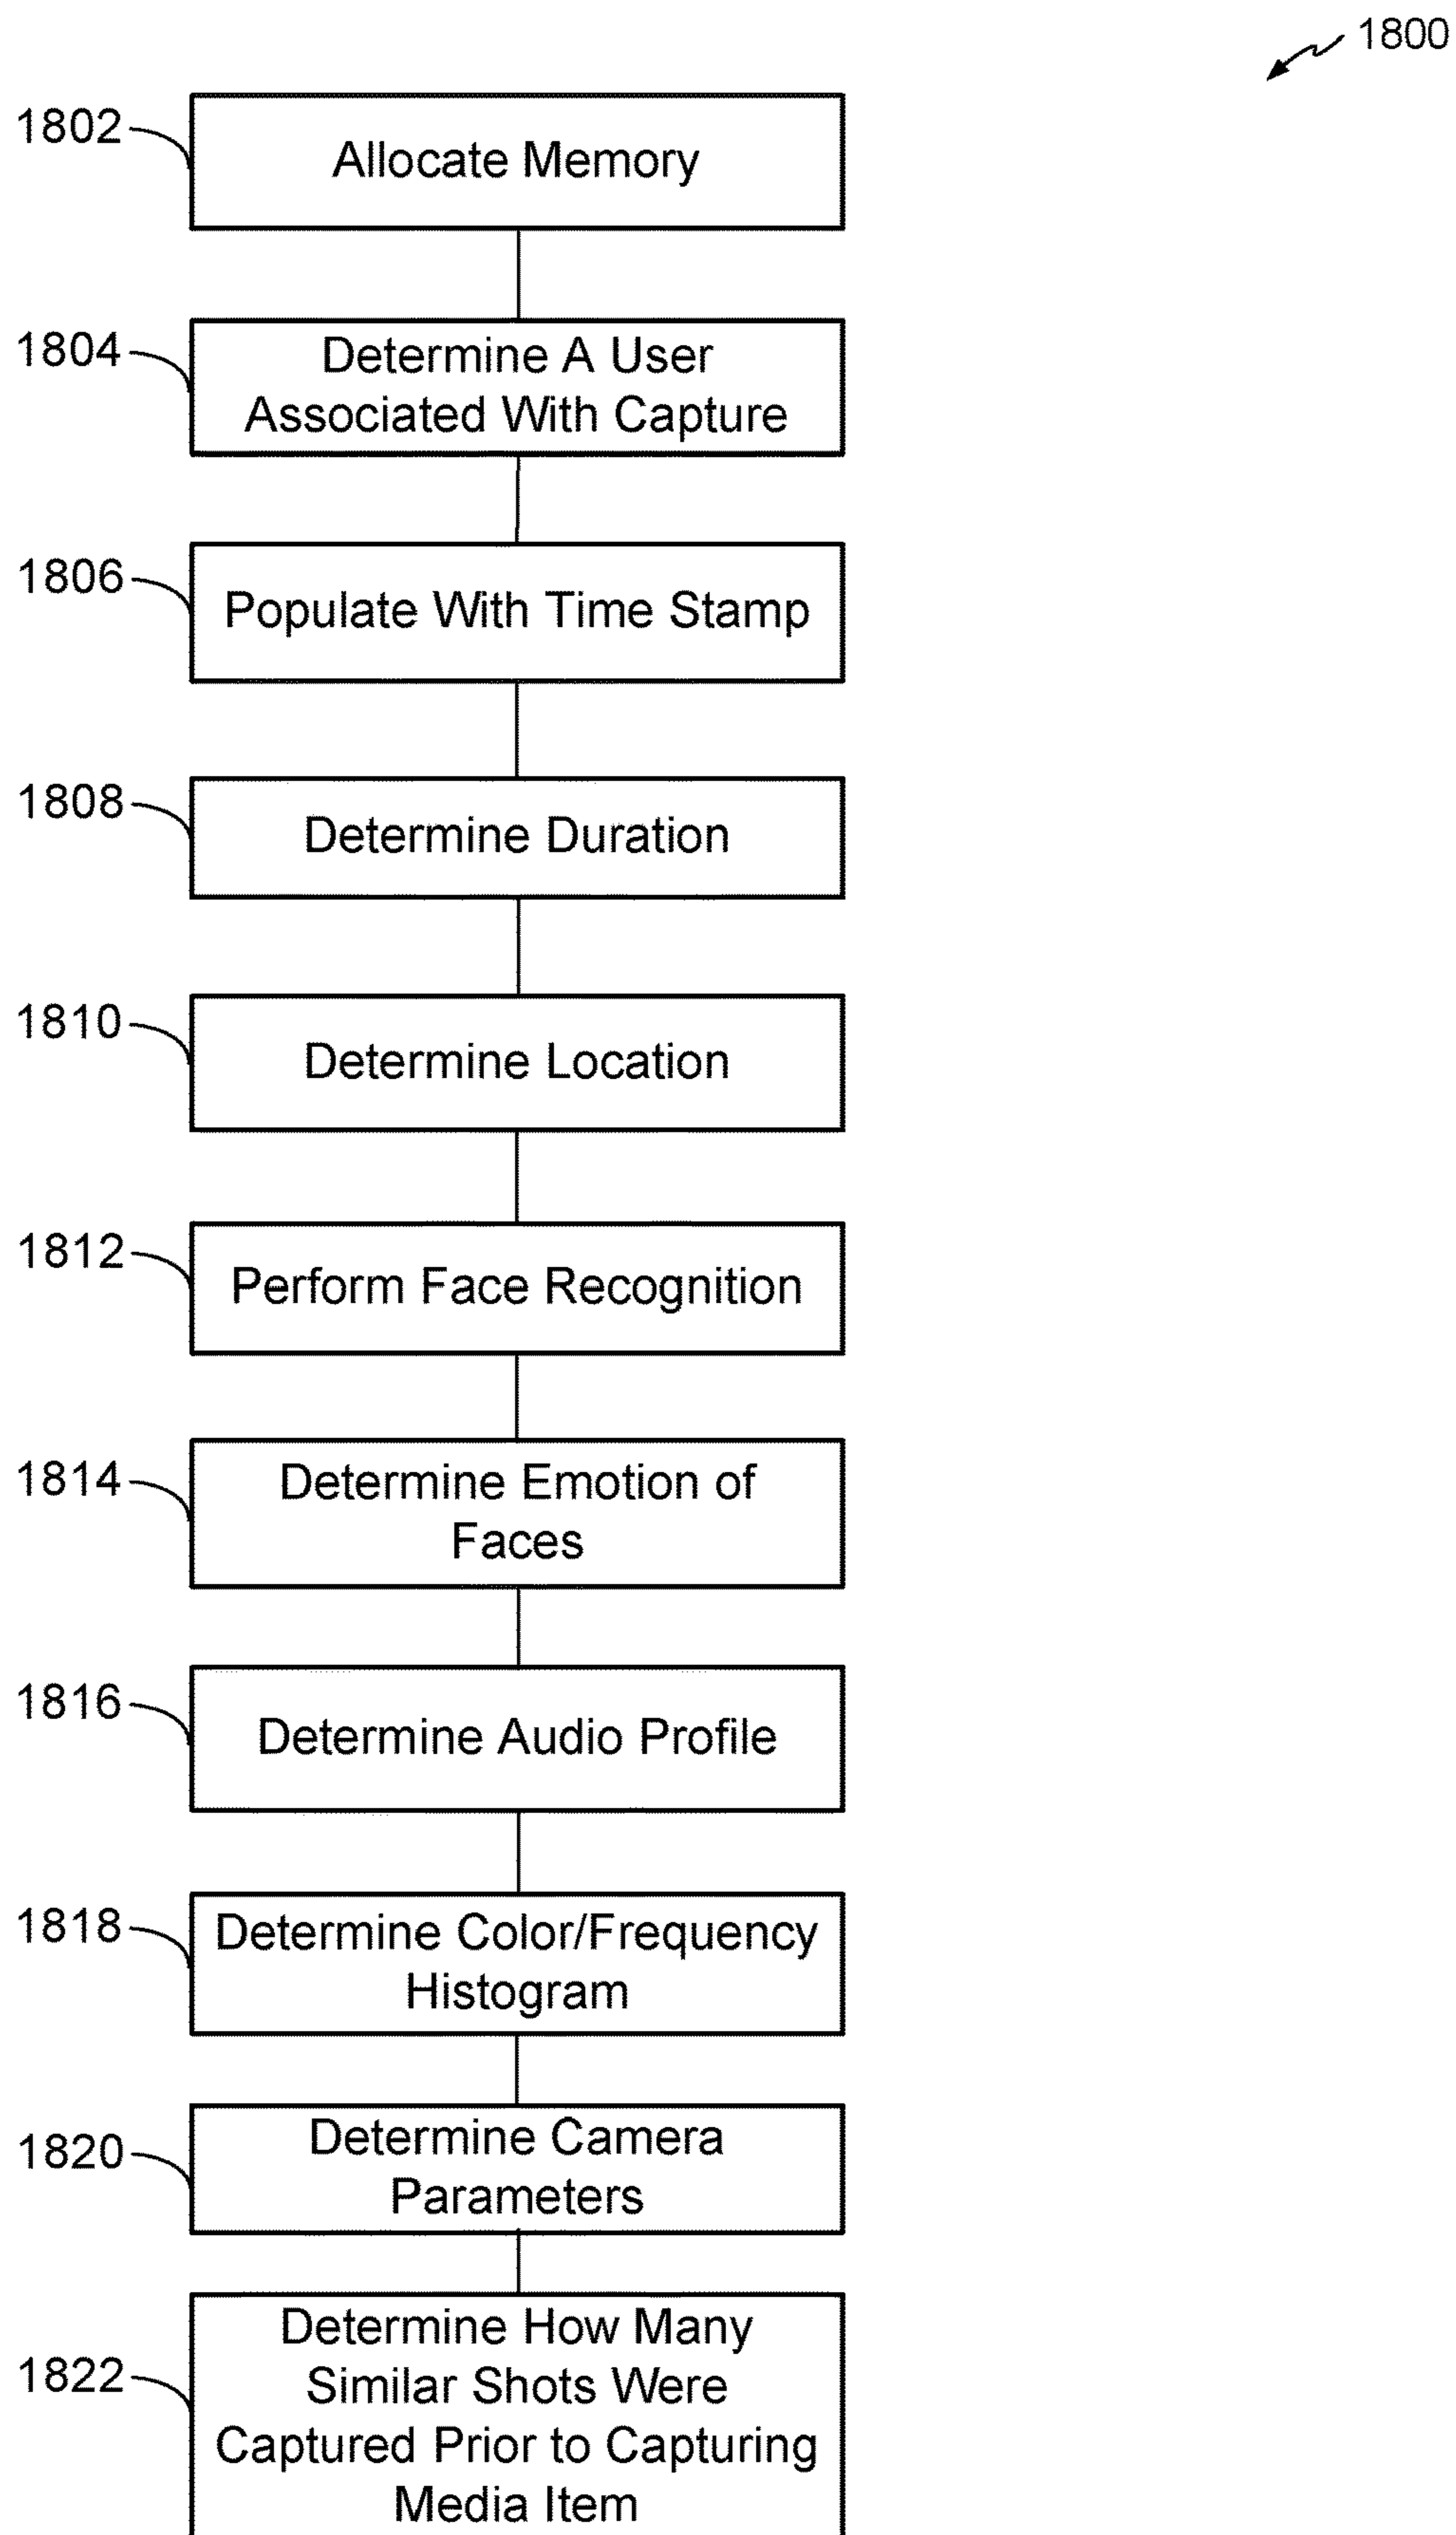 1800
1802
Allocate Memory
1804
Determine A User
Associated With Capture
1806
Populate With Time Stamp
1808
Determine Duration
1810
Determine Location
1812
Perform Face Recognition
1814
Determine Emotion of
Faces
1816
Determine Audio Profile
1818
Determine Color/Frequency
Histogram
1820
Determine Camera
Parameters
1822
Determine How Many
Similar Shots Were
Captured Prior to Capturing
Media Item